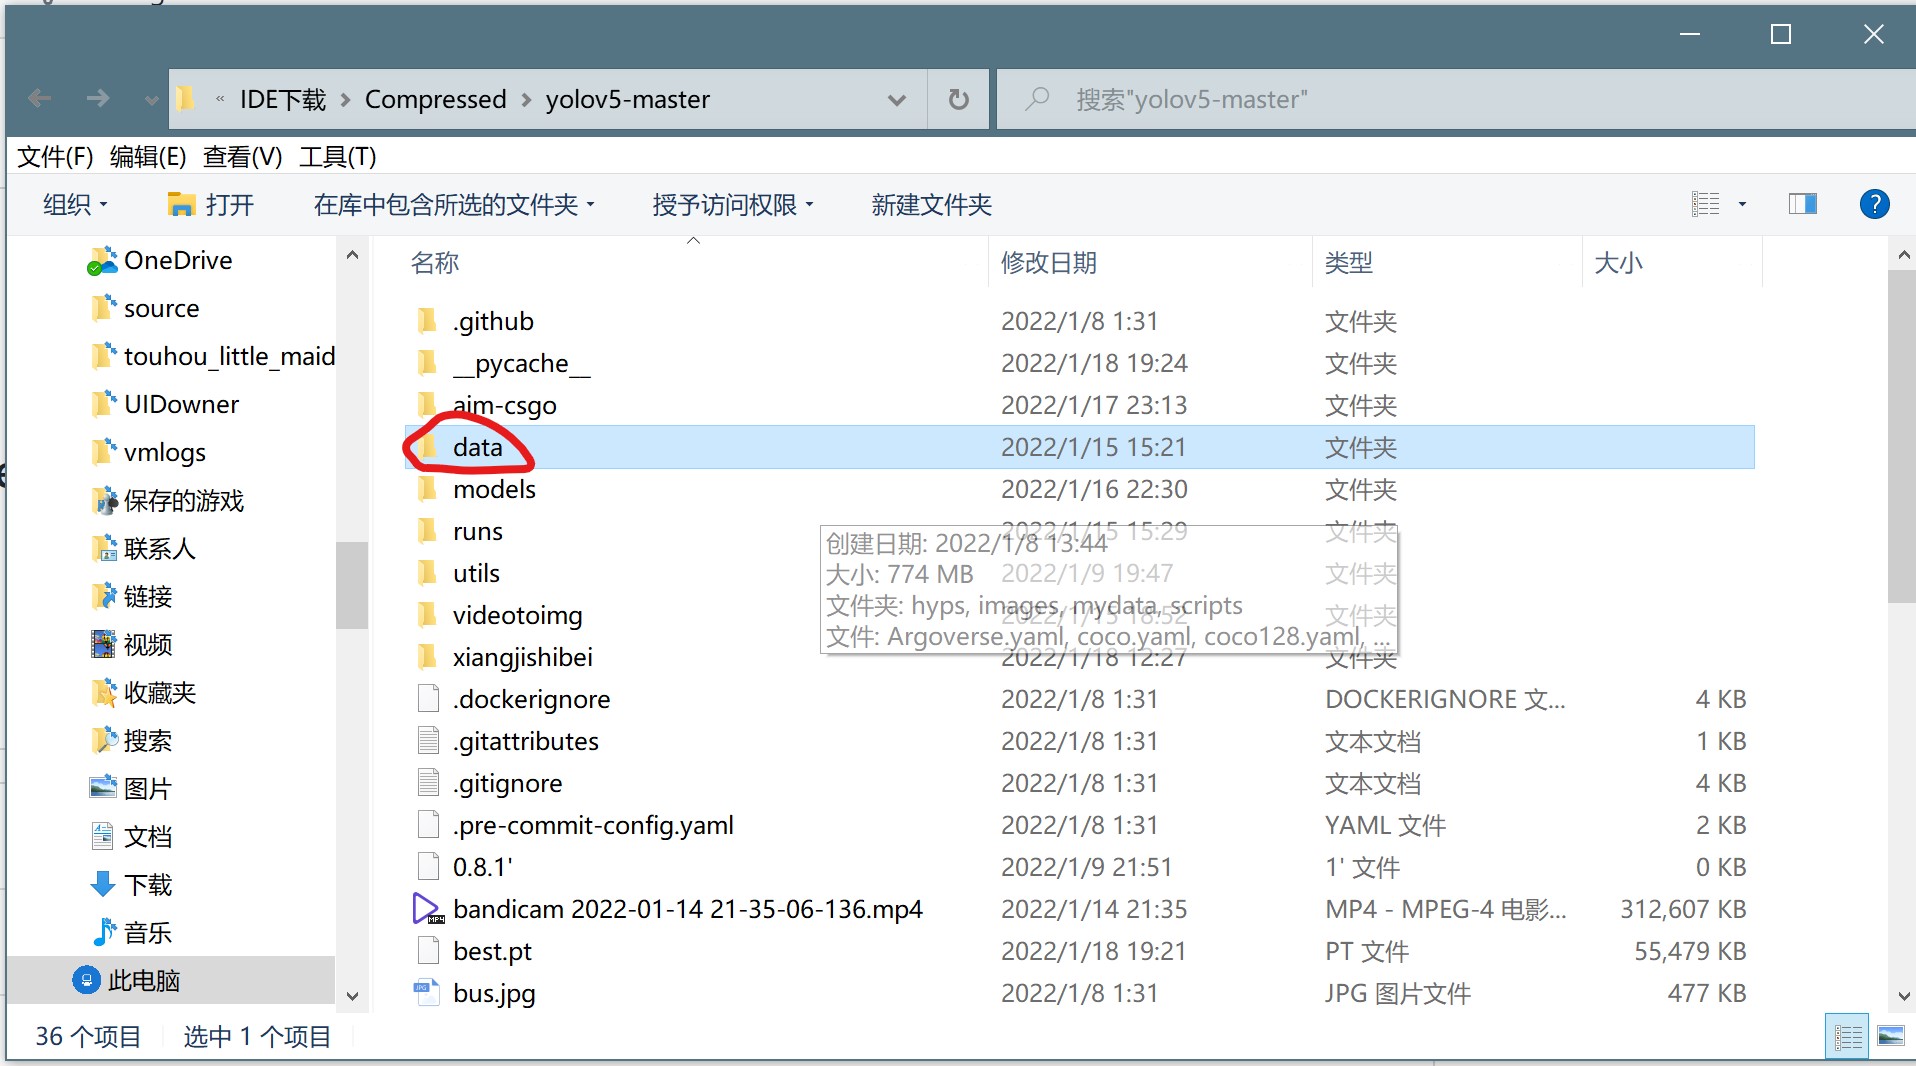 « IDE下载 > Compressed > yolov5-master
搜索"yolov5-master"
文件(F) 编辑(E) 查看(V) 工具(T)
组织 打开 在库中包含所选的文件夹 授予访问权限 新建文件夹 ?
OneDrive
source
touhou_little_maid
UIDowner
vmlogs
保存的游戏
联系人
链接
视频
收藏夹
搜索
图片
文档
下载
音乐
此电脑
名称 修改日期 类型 大小
.github 2022/1/8 1:31 文件夹
__pycache__ 2022/1/18 19:24 文件夹
aim-csgo 2022/1/17 23:13 文件夹
data 2022/1/15 15:21 文件夹
models 2022/1/16 22:30 文件夹
runs 2022/1/15 15:29 文件夹
utils 2022/1/9 19:47 文件夹
videotoimg 2022/1/15 18:52 文件夹
xiangjishibei 2022/1/18 12:27 文件夹
创建日期: 2022/1/8 13:44
大小: 774 MB
文件夹: hyps, images, mydata, scripts
文件: Argoverse.yaml, coco.yaml, coco128.yaml, ...
.dockerignore 2022/1/8 1:31 DOCKERIGNORE 文... 4 KB
.gitattributes 2022/1/8 1:31 文本文档 1 KB
.gitignore 2022/1/8 1:31 文本文档 4 KB
.pre-commit-config.yaml 2022/1/8 1:31 YAML 文件 2 KB
0.8.1' 2022/1/9 21:51 1' 文件 0 KB
bandicam 2022-01-14 21-35-06-136.mp4 2022/1/14 21:35 MP4 - MPEG-4 电影... 312,607 KB
best.pt 2022/1/18 19:21 PT 文件 55,479 KB
bus.jpg 2022/1/8 1:31 JPG 图片文件 477 KB
36 个项目 选中 1 个项目